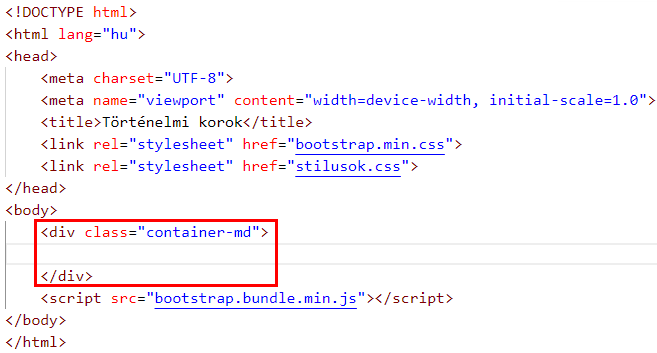 <!DOCTYPE html>
<html lang="hu">
<head>
    <meta charset="UTF-8">
    <meta name="viewport" content="width=device-width, initial-scale=1.0">
    <title>Történelmi korok</title>
    <link rel="stylesheet" href="bootstrap.min.css">
    <link rel="stylesheet" href="stilusok.css">
</head>
<body>
    <div class="container-md">
    </div>
    <script src="bootstrap.bundle.min.js"></script>
</body>
</html>